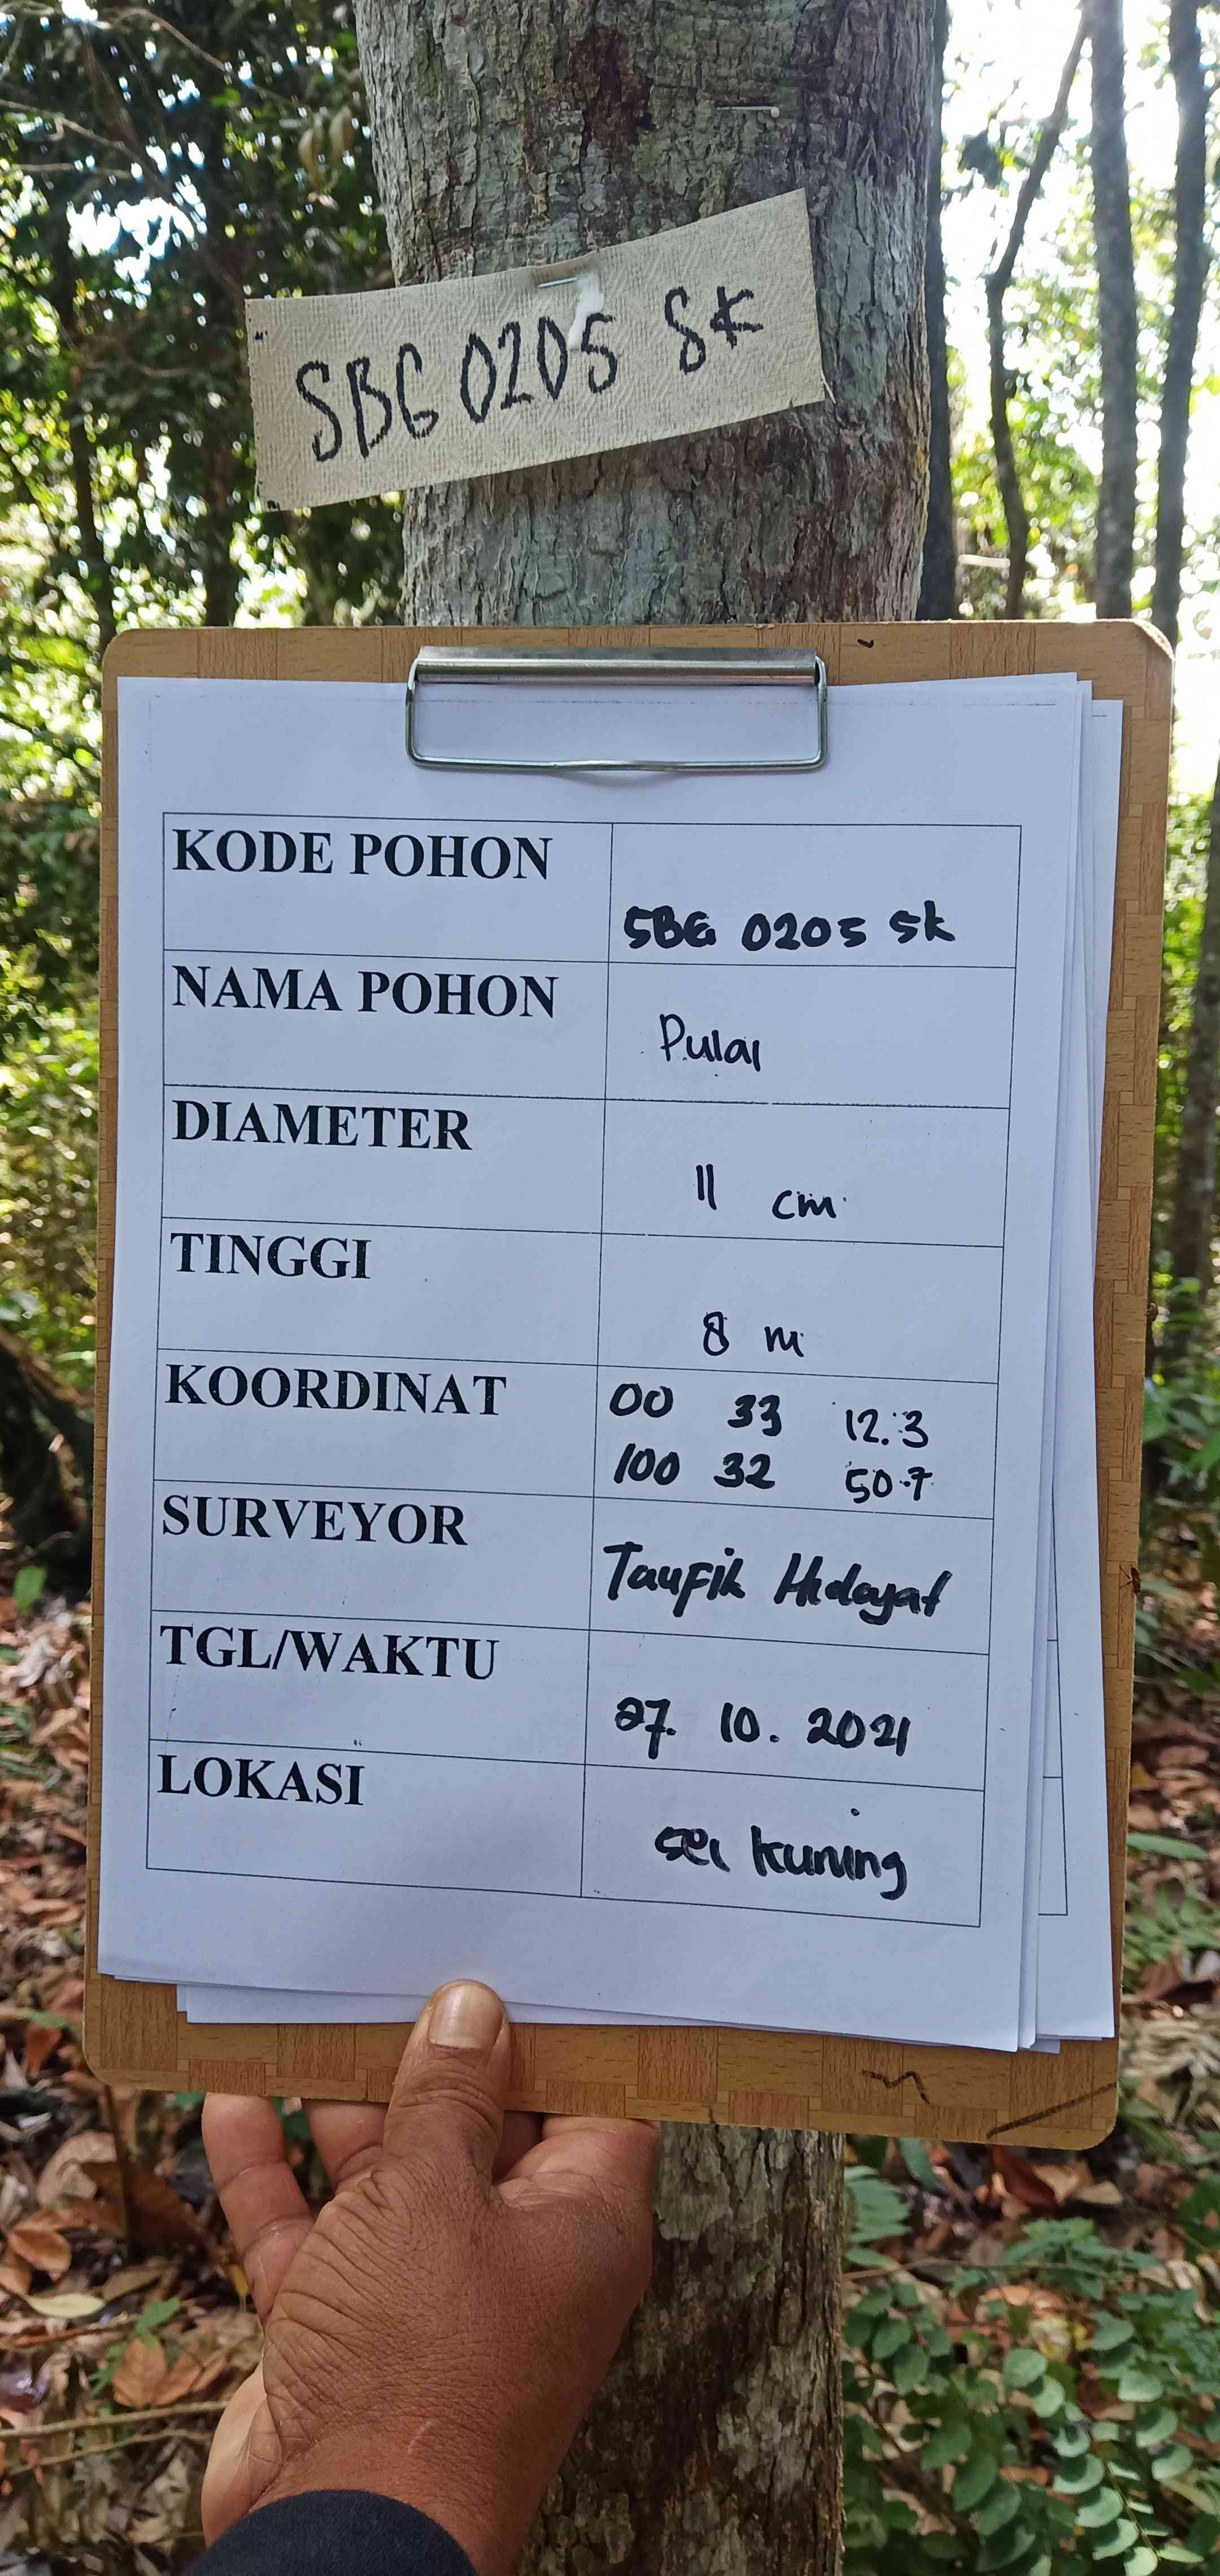 SBG 0205 SK
KODE POHON
SBG 0205 SK
NAMA POHON
Pulai
DIAMETER
11 cm
TINGGI
8 m
KOORDINAT
00 33 12.3
100 32 50.7
SURVEYOR
Taufik Hidayat
TGL/WAKTU
27. 10. 2021
LOKASI
sei kuning